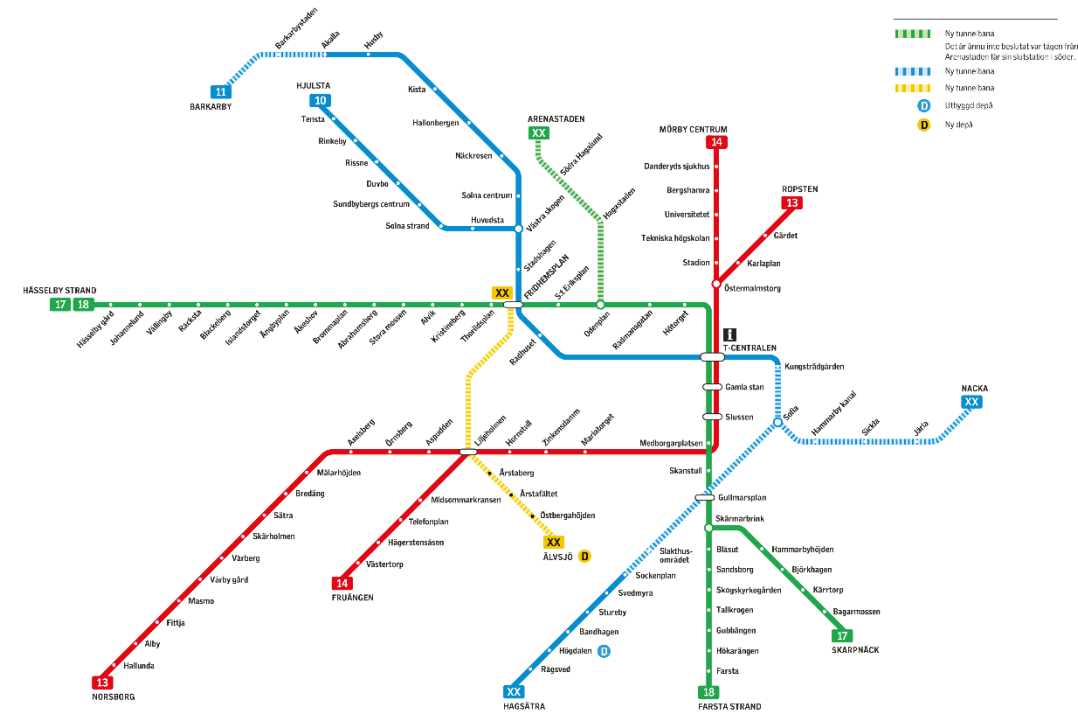 Ny tunnelbana
Det är ännu inte beslutat var tågen från
Arenastaden får sin slutstation i söder.
Ny tunnelbana
Ny tunnelbana
D Utbyggd depå
D Ny depå
11
BARKARBY
Barkarbystaden
Akalla
Husby
Kista
Hallonbergen
Näckrosen
Solna centrum
Västra skogen
Stadshagen
HJULSTA
10
Tensta
Rinkeby
Rissne
Duvbo
Sundbybergs centrum
Solna strand
Huvudsta
ARENASTADEN
XX
Södra Hagalund
Hagastaden
MÖRBY CENTRUM
14
Danderyds sjukhus
Bergshamra
Universitetet
Tekniska högskolan
Stadion
Östermalmstorg
ROPSTEN
13
Gärdet
Karlaplan
HÄSSELBY STRAND
17 18
Hässelby gård
Johannelund
Vällingby
Råcksta
Blackeberg
Islandstorget
Ängbyplan
Åkeshov
Brommaplan
Abrahamsberg
Stora mossen
Alvik
Kristineberg
Thorildsplan
XX
FRIDHEMSPLAN
S:t Eriksplan
Odenplan
Rådmansgatan
Hötorget
Rådhuset
i
T-CENTRALEN
Kungsträdgården
Gamla stan
Slussen
Medborgarplatsen
Skanstull
Gullmarsplan
Skärmarbrink
Sofia
Hammarby kanal
Sickla
Järla
NACKA
XX
Axelsberg
Örnsberg
Aspudden
Liljeholmen
Hornstull
Zinkensdamm
Mariatorget
Mälarhöjden
Bredäng
Sätra
Skärholmen
Vårberg
Vårby gård
Masmo
Fittja
Alby
Hallunda
13
NORSBORG
Midsommarkransen
Telefonplan
Hägerstensåsen
Västertorp
14
FRUÄNGEN
Årstaberg
Årstafältet
Östbergahöjden
XX
ÄLVSJÖ D
Slakthus-
området
Sockenplan
Svedmyra
Stureby
Bandhagen
Högdalen D
Rågsved
XX
HAGSÄTRA
Blåsut
Sandsborg
Skogskyrkogården
Tallkrogen
Gubbängen
Hökarängen
Farsta
18
FARSTA STRAND
Hammarbyhöjden
Björkhagen
Kärrtorp
Bagarmossen
17
SKARPNÄCK